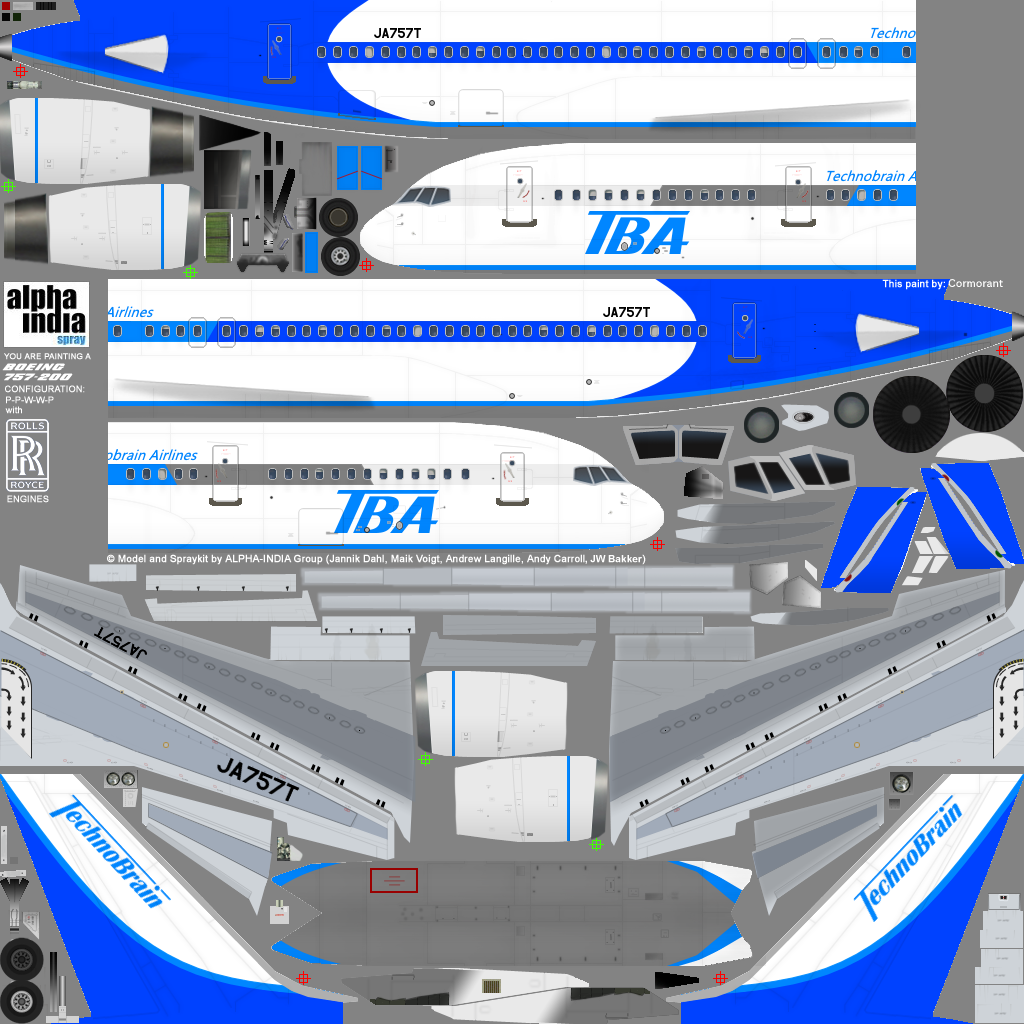 JA757T
Techno
Technobrain A
TBA
This paint by: Cormorant
Airlines
JA757T
alpha
india
spray
YOU ARE PAINTING A
BOEING
757-200
CONFIGURATION:
P-P-W-W-P
with
ROLLS
RR
ROYCE
ENGINES
obrain Airlines
TBA
© Model and Spraykit by ALPHA-INDIA Group (Jannik Dahl, Maik Voigt, Andrew Langille, Andy Carroll, JW Bakker)
JA757T
JA757T
TechnoBrain
TechnoBrain